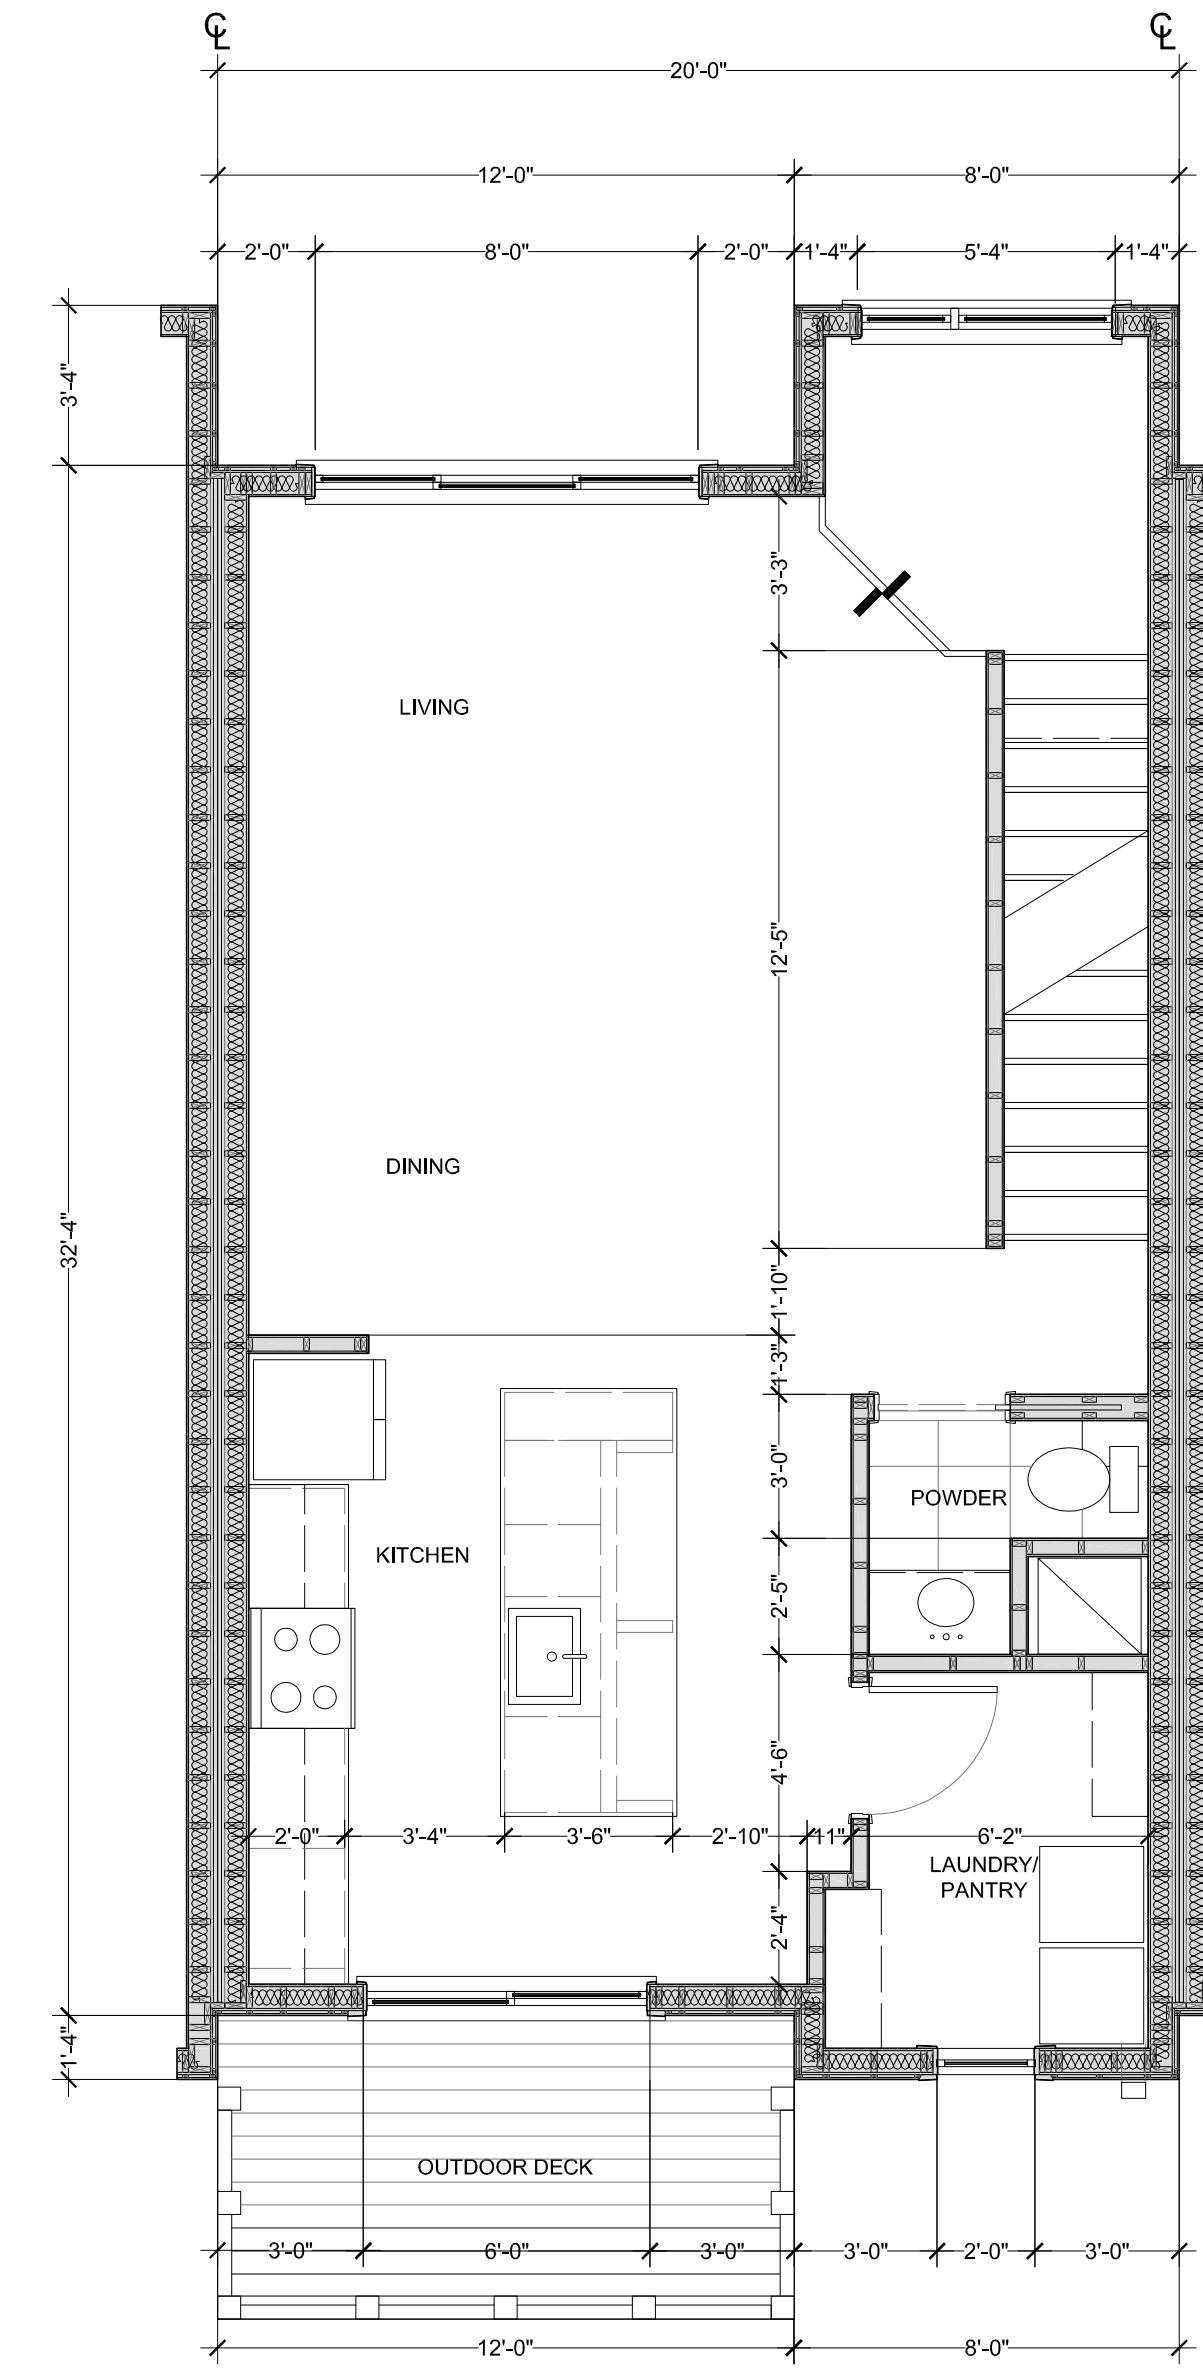 ℄ ℄
20'-0"
12'-0" 8'-0"
2'-0" 8'-0" 2'-0" 1'-4" 5'-4" 1'-4"
3'-4"
3'-3"
LIVING
12'-5"
DINING
32'-4"
1'-10"
1'-3"
3'-0"
POWDER
KITCHEN
2'-5"
4'-6"
2'-0" 3'-4" 3'-6" 2'-10" 11" 6'-2"
LAUNDRY/
PANTRY
2'-4"
1'-4"
OUTDOOR DECK
3'-0" 6'-0" 3'-0" 3'-0" 2'-0" 3'-0"
12'-0" 8'-0"